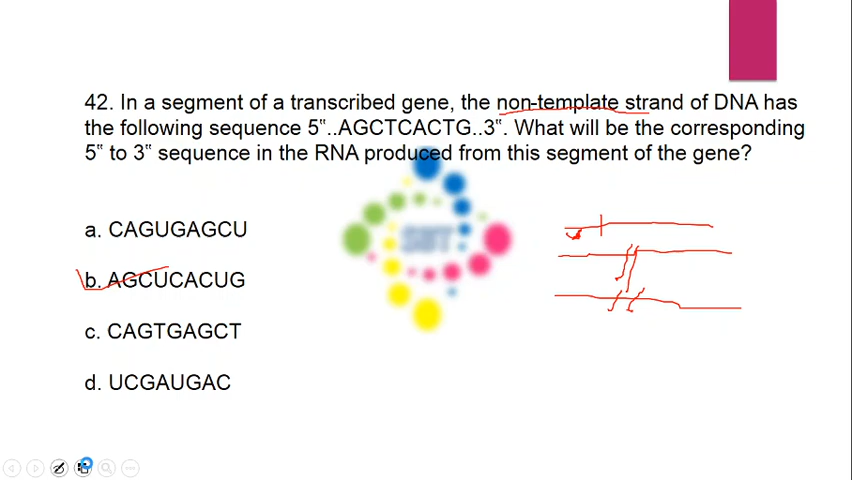 42. In a segment of a transcribed gene, the non-template strand of DNA has
the following sequence 5‟..AGCTCACTG..3‟. What will be the corresponding
5‟ to 3‟ sequence in the RNA produced from this segment of the gene?
a. CAGUGAGCU
b. AGCUCACUG
c. CAGTGAGCT
d. UCGAUGAC